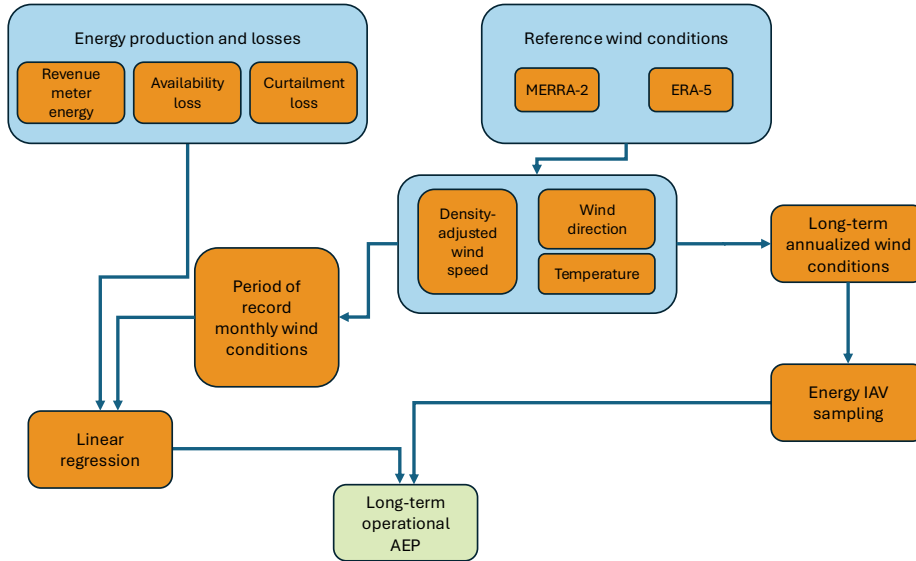 Energy production and losses
Revenue
meter
energy
Availability
loss
Curtailment
loss
Reference wind conditions
MERRA-2
ERA-5
Density-
adjusted
wind
speed
Wind
direction
Temperature
Long-term
annualized wind
conditions
Period of
record
monthly wind
conditions
Energy IAV
sampling
Linear
regression
Long-term
operational
AEP